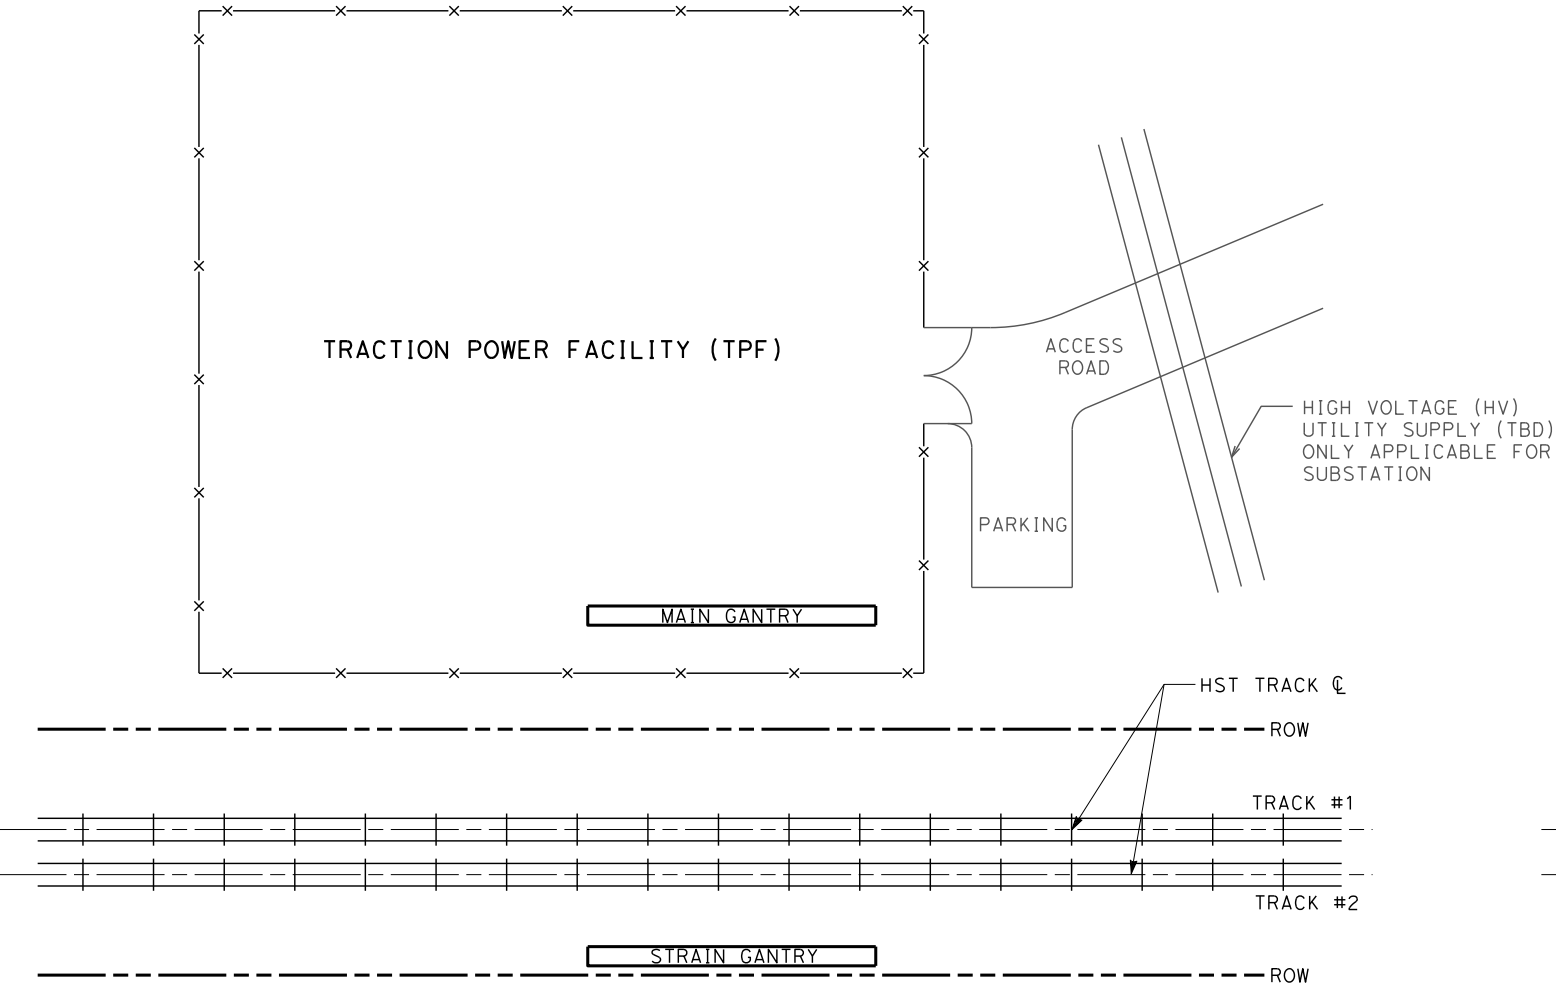 TRACTION POWER FACILITY (TPF)
ACCESS
ROAD
HIGH VOLTAGE (HV)
UTILITY SUPPLY (TBD)
ONLY APPLICABLE FOR
SUBSTATION
PARKING
MAIN GANTRY
HST TRACK ℄
ROW
TRACK #1
TRACK #2
STRAIN GANTRY
ROW